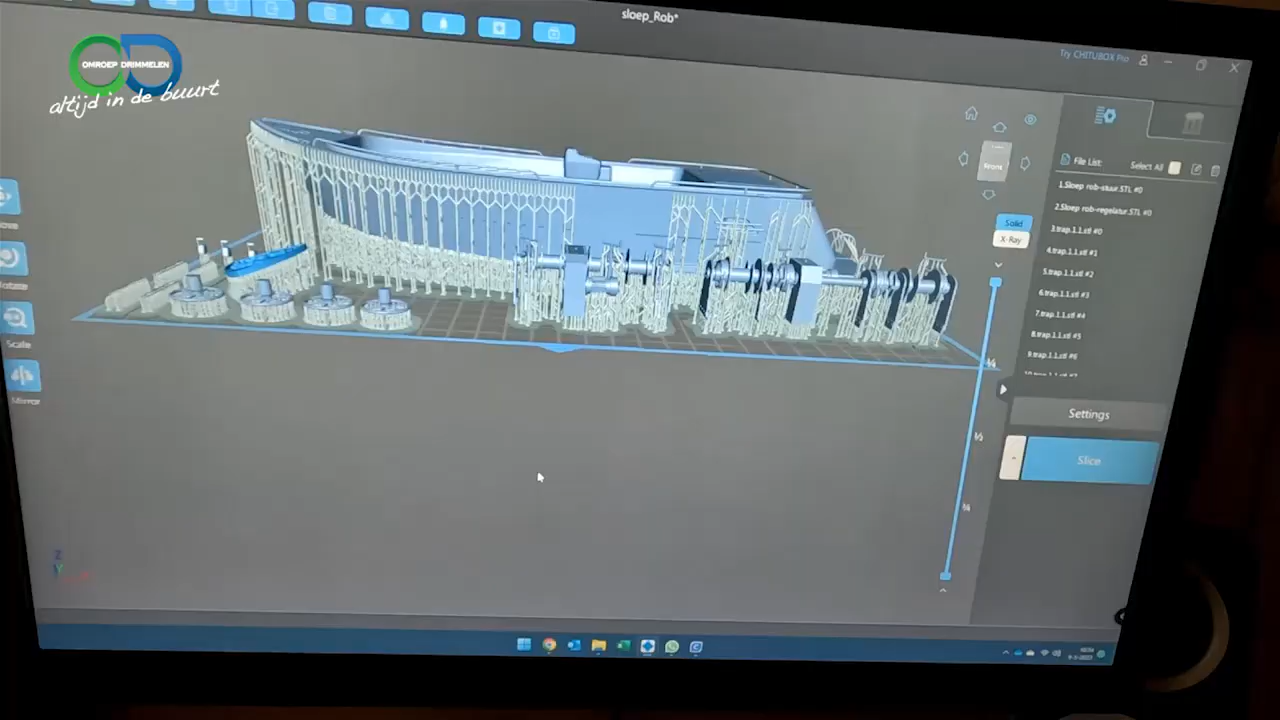 sloep_Rob*
OMROEP DRIMMELEN
altijd in de buurt
Try CHITUBOX Pro
Front
File List:
Select All
1.Sloep rob-stuur.STL #0
2.Sloep rob-regelatur.STL #0
3.trap.1.1.stl #0
4.trap.1.1.stl #1
5.trap.1.1.stl #2
6.trap.1.1.stl #3
7.trap.1.1.stl #4
8.trap.1.1.stl #5
9.trap.1.1.stl #6
Solid
X-Ray
Rotate
Scale
Mirror
Settings
Slice
Z
Y